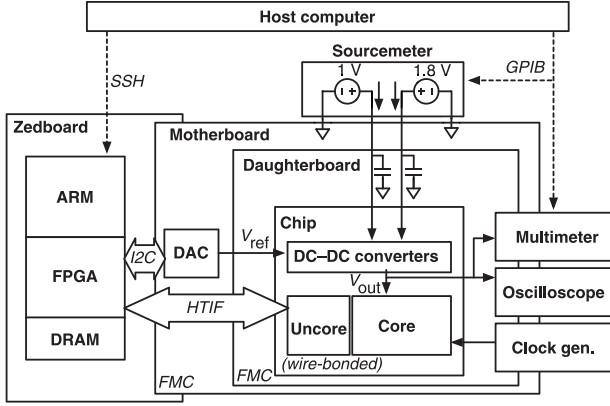 Host computer
Sourcemeter
SSH
1 V
1.8 V
GPIB
Zedboard
Motherboard
Daughterboard
ARM
Chip
I2C
DAC
Vref
DC–DC converters
Multimeter
FPGA
Vout
Oscilloscope
HTIF
Uncore
Core
DRAM
Clock gen.
(wire-bonded)
FMC
FMC